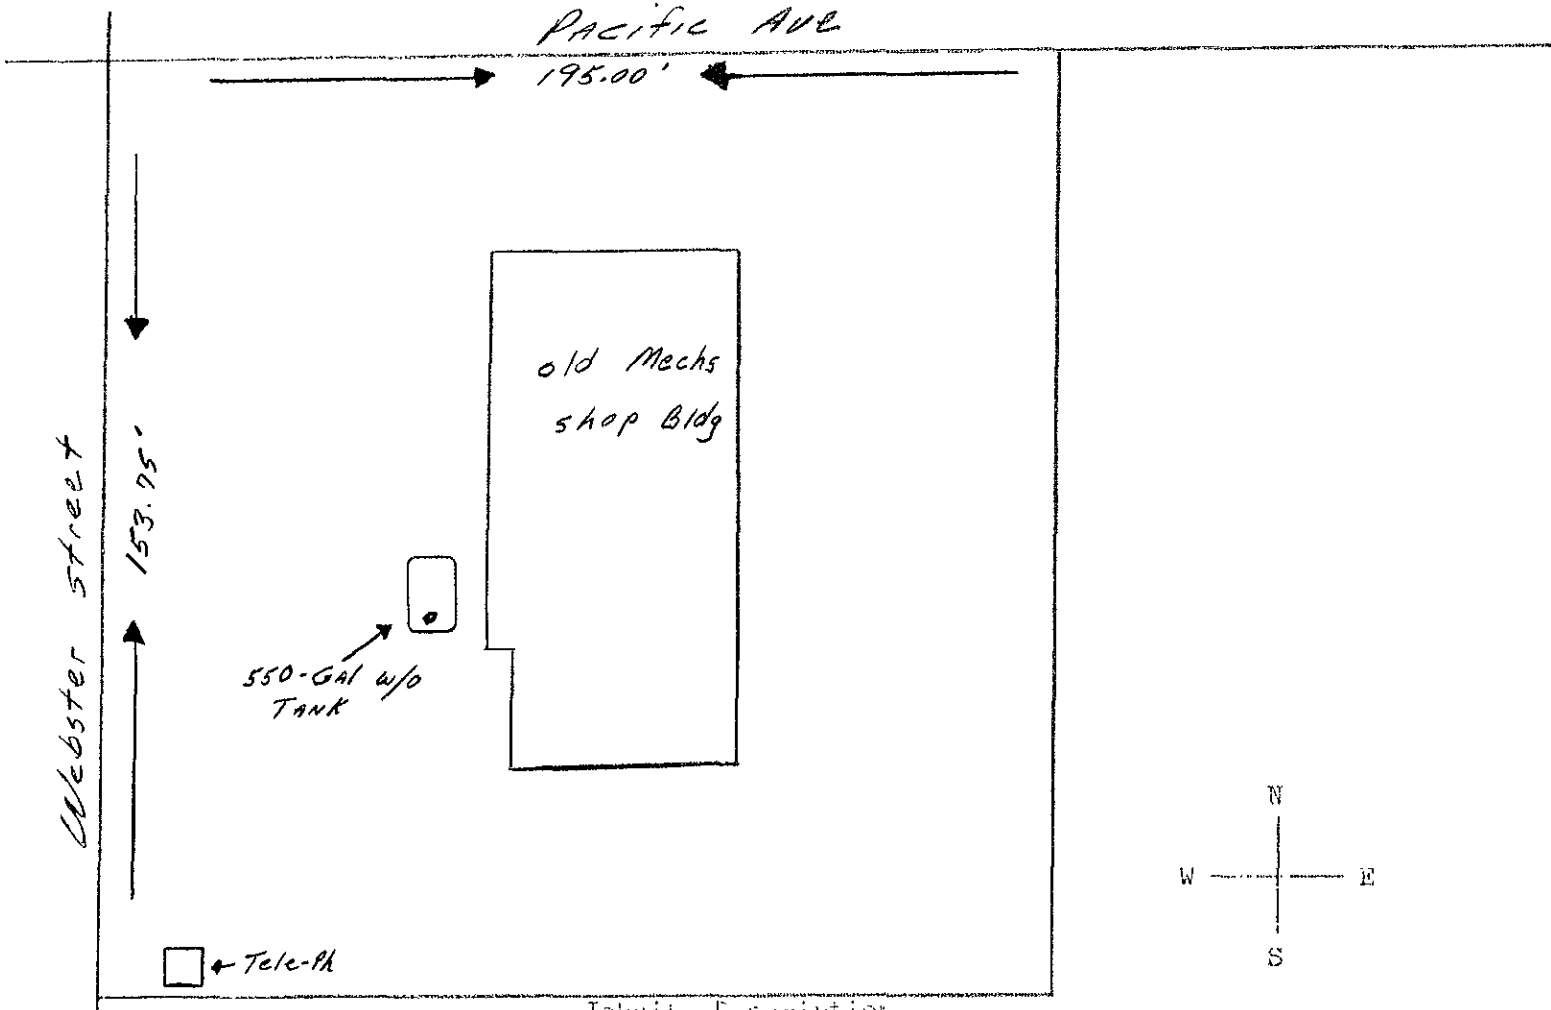 Pacific Ave
195.00'
153.75'
Webster Street
old Mechs
shop Bldg
550-GAl w/o
TANK
Tele-Ph
N
W E
S